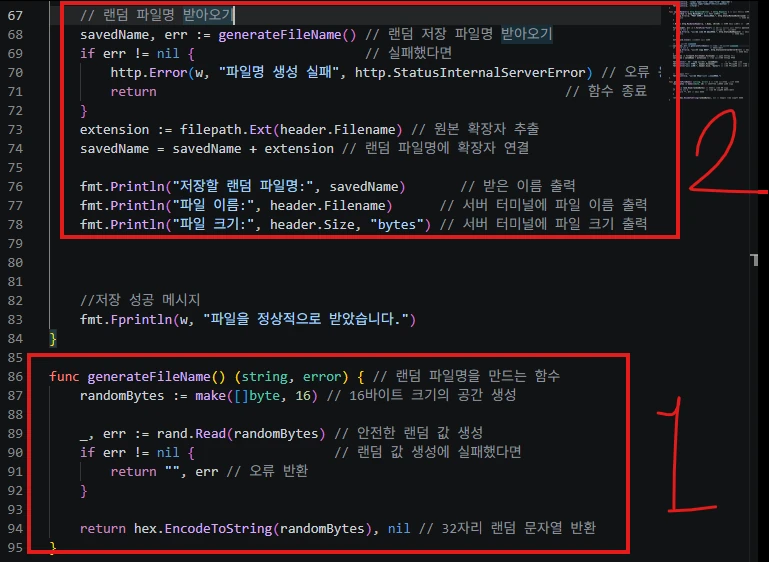 67 // 랜덤 파일명 받아오기
68 savedName, err := generateFileName() // 랜덤 저장 파일명 받아오기
69 if err != nil { // 실패했다면
70 http.Error(w, "파일명 생성 실패", http.StatusInternalServerError) // 오류
71 return // 함수 종료
72 }
73 extension := filepath.Ext(header.Filename) // 원본 확장자 추출
74 savedName = savedName + extension // 랜덤 파일명에 확장자 연결
75
76 fmt.Println("저장할 랜덤 파일명:", savedName) // 받은 이름 출력
77 fmt.Println("파일 이름:", header.Filename) // 서버 터미널에 파일 이름 출력
78 fmt.Println("파일 크기:", header.Size, "bytes") // 서버 터미널에 파일 크기 출력
2
79
80
81
82 //저장 성공 메시지
83 fmt.Fprintln(w, "파일을 정상적으로 받았습니다.")
84 }
85
86 func generateFileName() (string, error) { // 랜덤 파일명을 만드는 함수
87 randomBytes := make([]byte, 16) // 16바이트 크기의 공간 생성
88
89 _, err := rand.Read(randomBytes) // 안전한 랜덤 값 생성
90 if err != nil { // 랜덤 값 생성에 실패했다면
91 return "", err // 오류 반환
92 }
93
94 return hex.EncodeToString(randomBytes), nil // 32자리 랜덤 문자열 반환
95 }
1